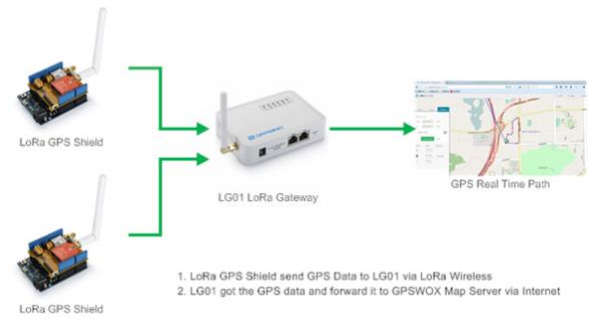 LoRa GPS Shield
LG01 LoRa Gateway
GPS Real Time Path
LoRa GPS Shield
1. LoRa GPS Shield send GPS Data to LG01 via LoRa Wireless
2. LG01 got the GPS data and forward it to GPSWOX Map Server via Internet